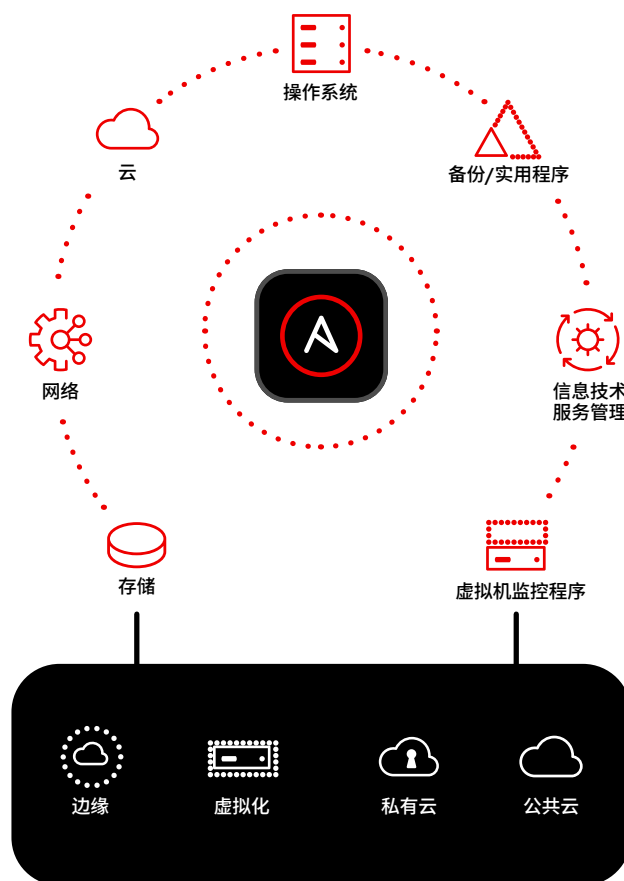 操作系统
云
备份/实用程序
网络
信息技术
服务管理
存储
虚拟机监控程序
边缘
虚拟化
私有云
公共云